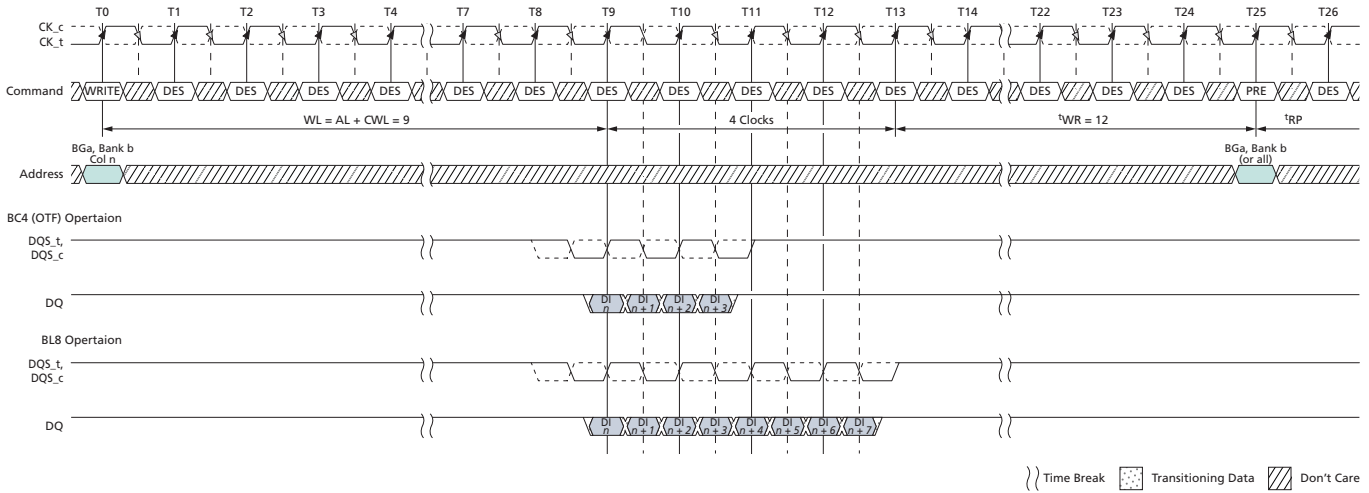 T0 T1 T2 T3 T4 T7 T8 T9 T10 T11 T12 T13 T14 T22 T23 T24 T25 T26
CK_c
CK_t
Command WRITE DES DES DES DES DES DES DES DES DES DES DES DES DES DES DES PRE DES
WL = AL + CWL = 9 4 Clocks tWR = 12 tRP
BGa, Bank b BGa, Bank b
Col n (or all)
Address
BC4 (OTF) Opertaion
DQS_t,
DQS_c
DQ DI n DI n + 1 DI n + 2 DI n + 3
BL8 Opertaion
DQS_t,
DQS_c
DQ DI n DI n + 1 DI n + 2 DI n + 3 DI n + 4 DI n + 5 DI n + 6 DI n + 7
Time Break Transitioning Data Don't Care